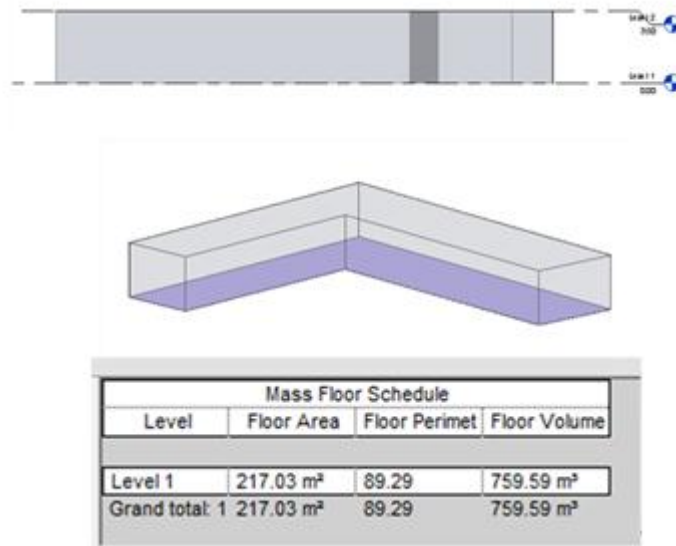 Mass Floor Schedule
Level Floor Area Floor Perimet Floor Volume
Level 1 217.03 m² 89.29 759.59 m³
Grand total: 1 217.03 m² 89.29 759.59 m³